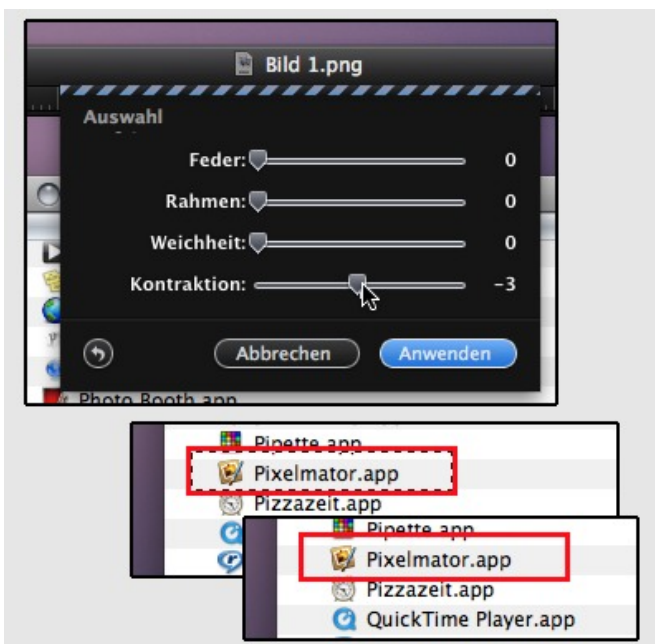 Bild 1.png
Auswahl
Feder: 0
Rahmen: 0
Weichheit: 0
Kontraktion: -3
Abbrechen
Anwenden
Photo Booth.app
Pipette.app
Pixelmator.app
Pizzazeit.app
Pipette.app
Pixelmator.app
Pizzazeit.app
QuickTime Player.app